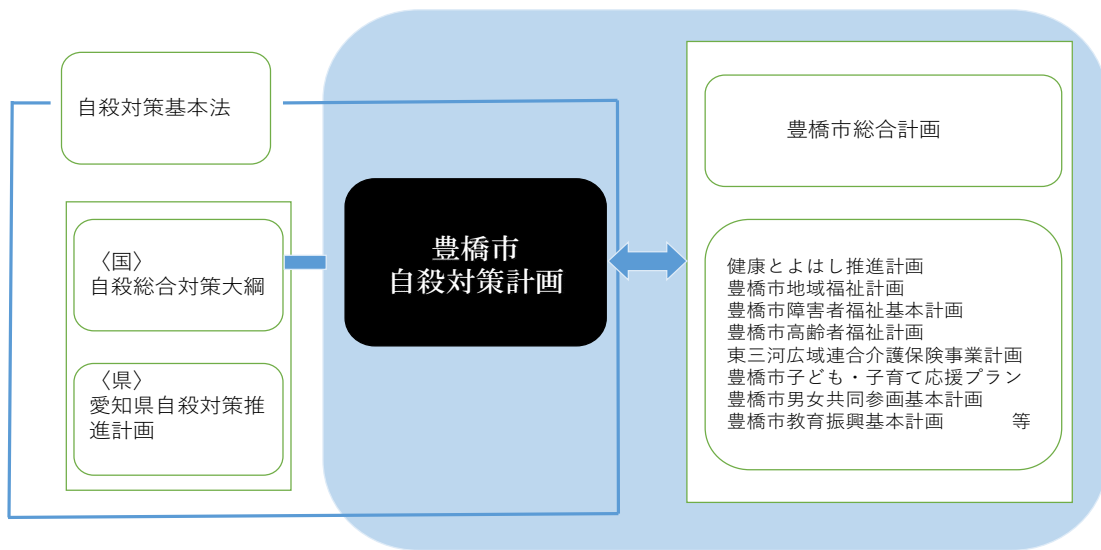 自殺対策基本法
〈国〉
自殺総合対策大綱
〈県〉
愛知県自殺対策推
進計画
豊橋市
自殺対策計画
豊橋市総合計画
健康とよはし推進計画
豊橋市地域福祉計画
豊橋市障害者福祉基本計画
豊橋市高齢者福祉計画
東三河広域連合介護保険事業計画
豊橋市子ども・子育て応援プラン
豊橋市男女共同参画基本計画
豊橋市教育振興基本計画　　　等